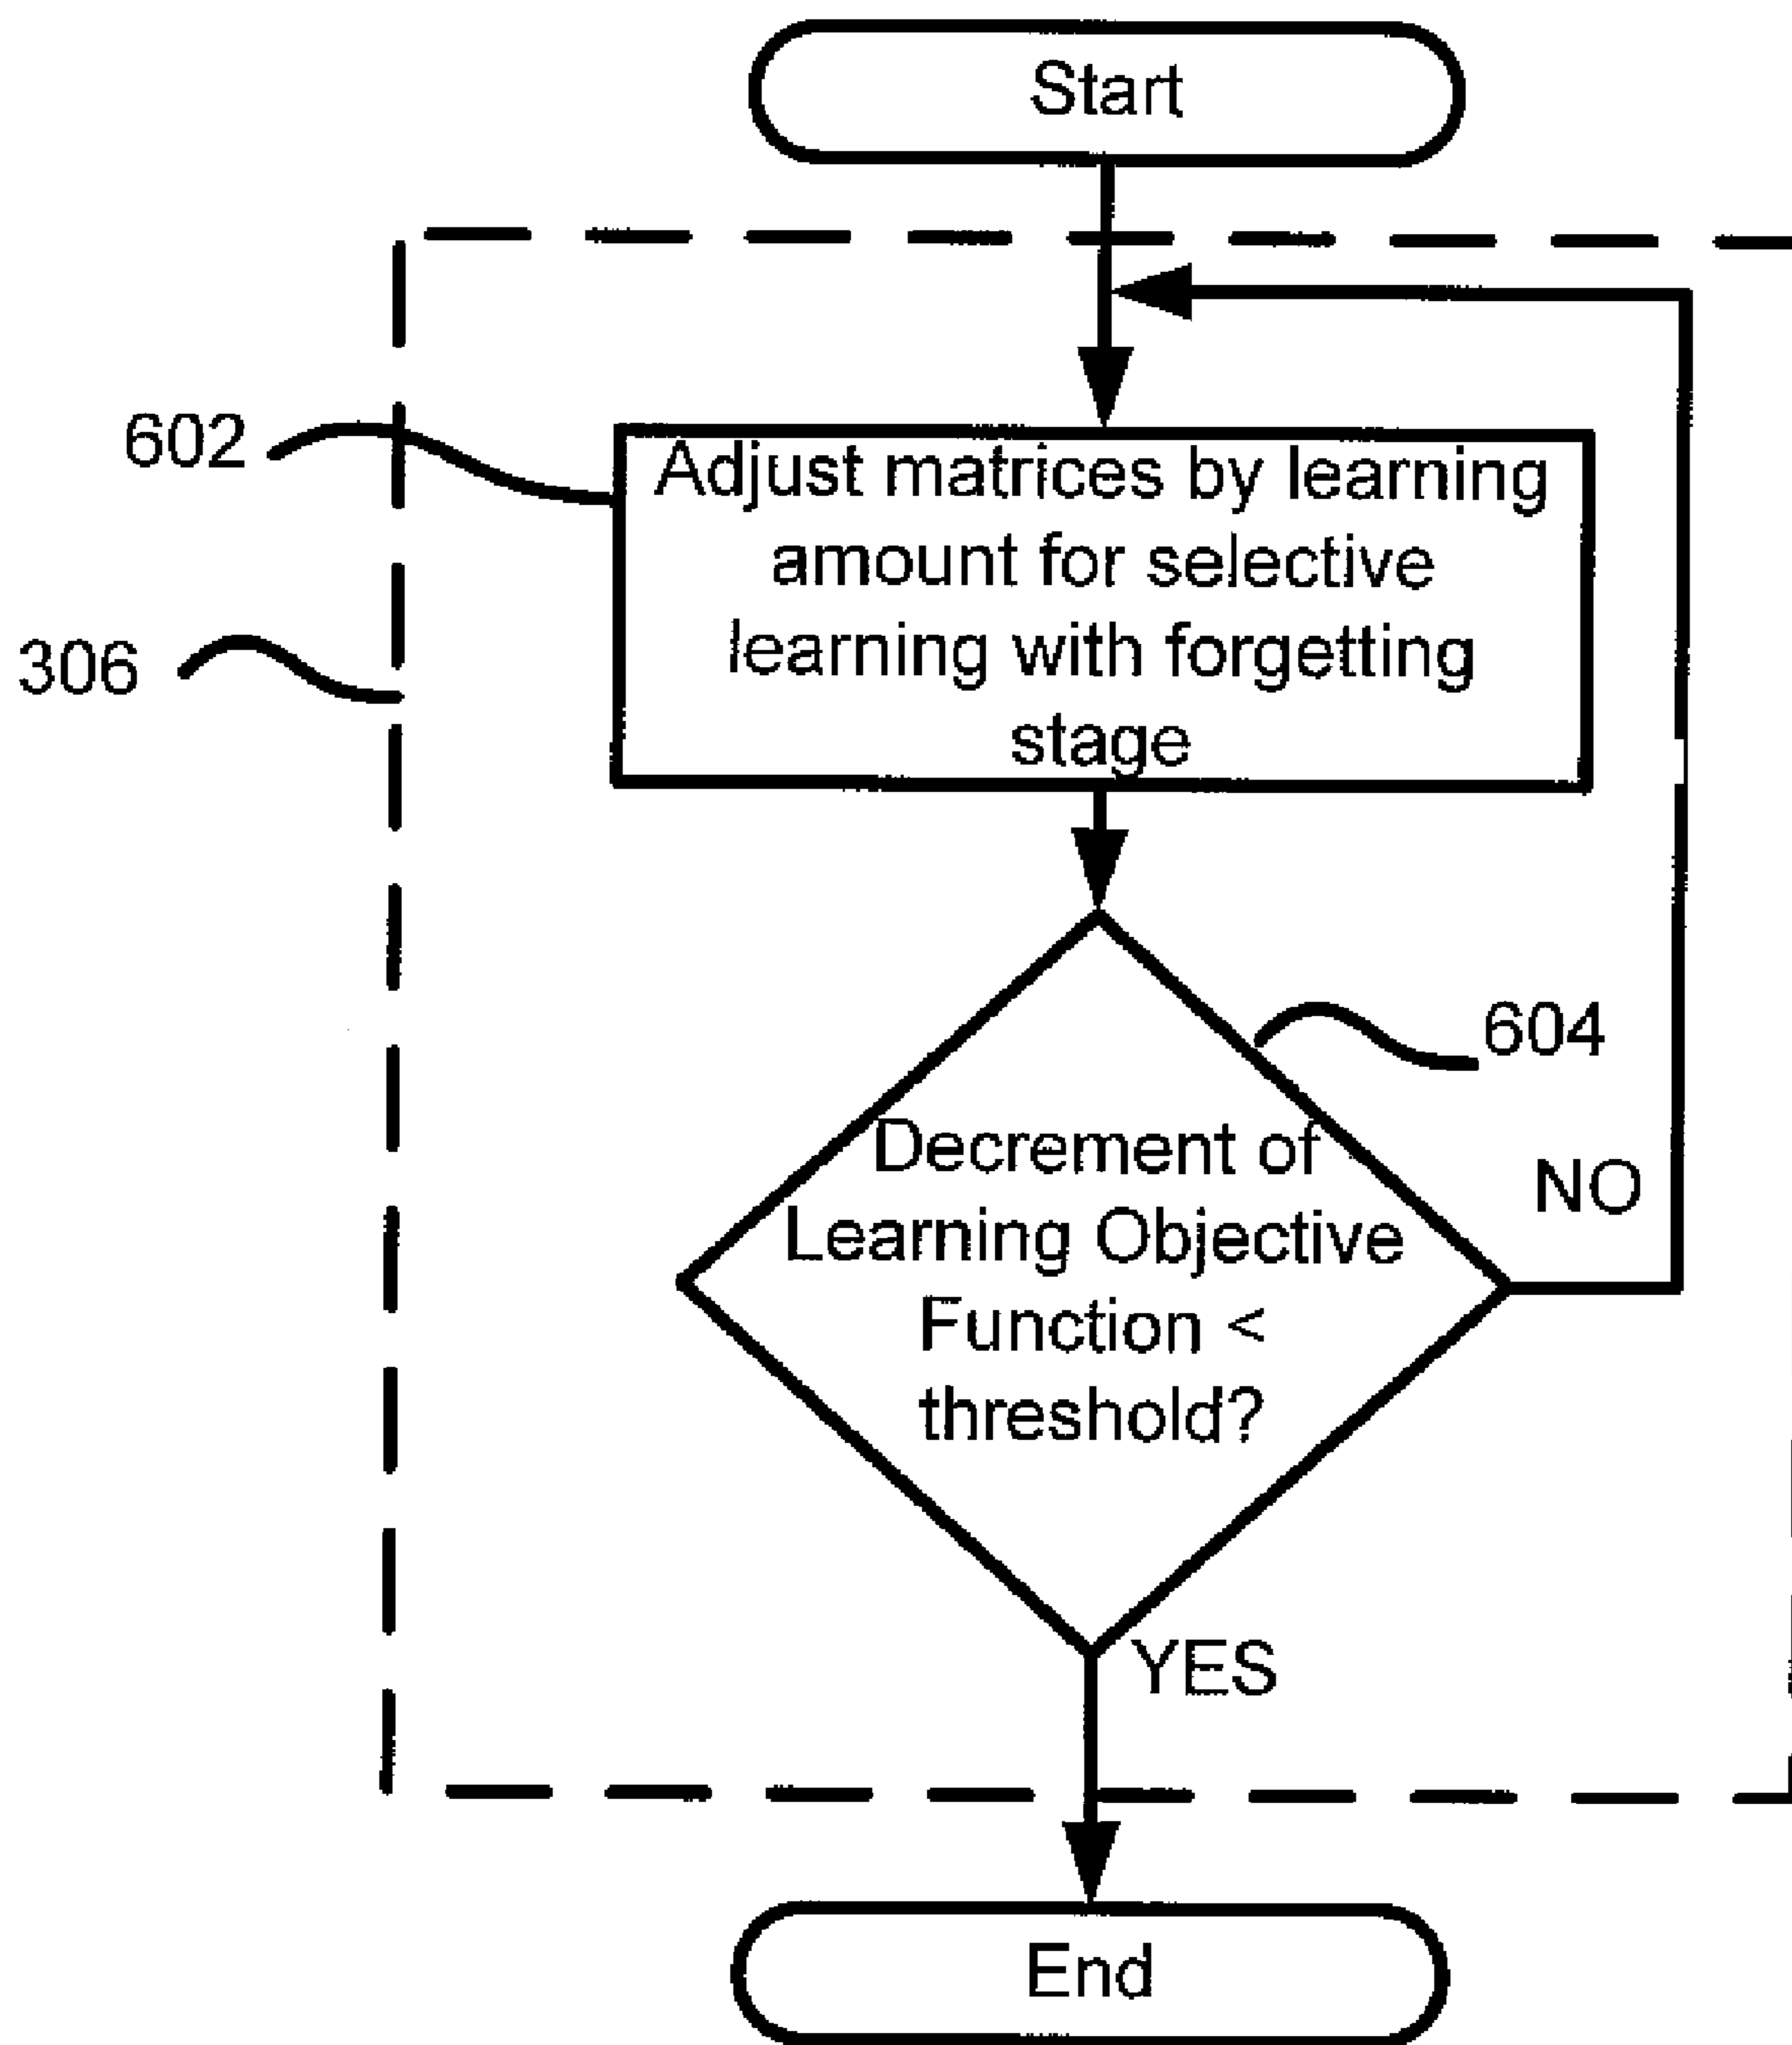 Start
602
Adjust matrices by learning
amount for selective
learning with forgetting
stage
306
604
Decrement of
Learning Objective
Function <
threshold?
NO
YES
End